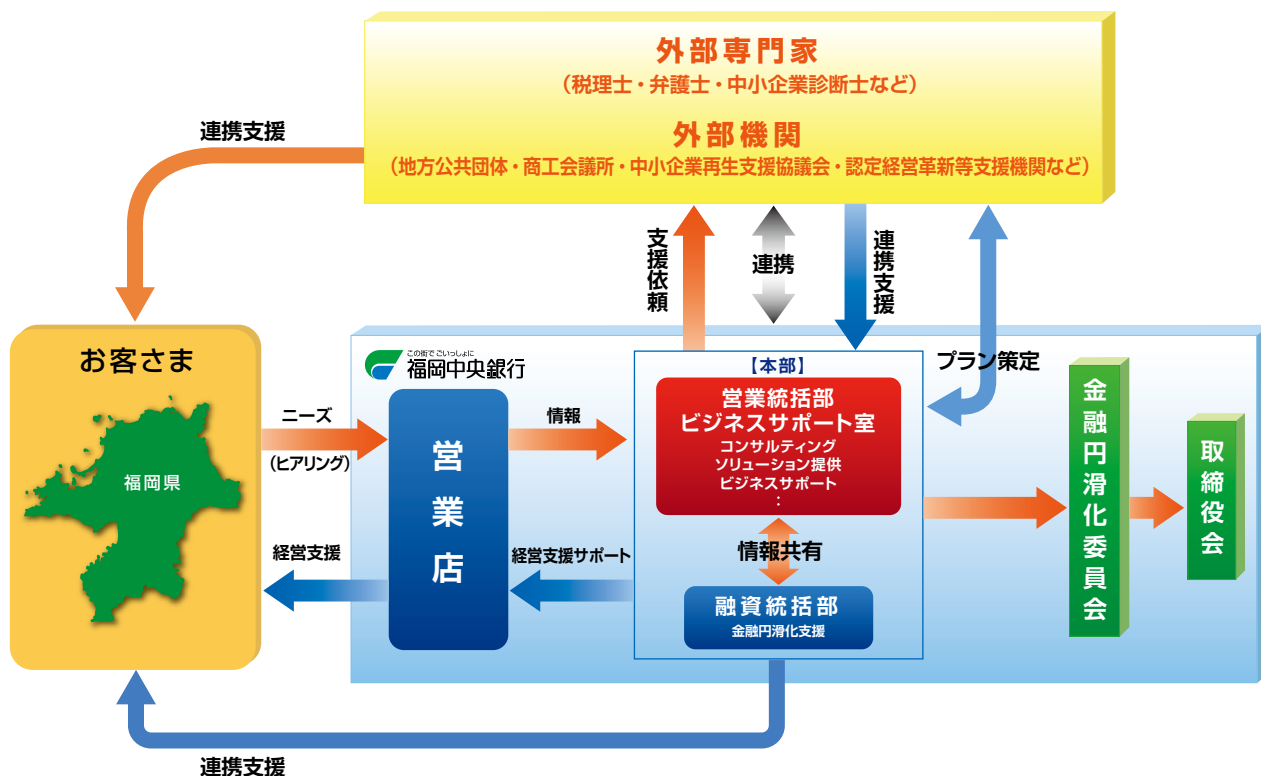 外部専門家
（税理士・弁護士・中小企業診断士など）
外部機関
（地方公共団体・商工会議所・中小企業再生支援協議会・認定経営革新等支援機関など）
連携支援
支援依頼
連携
連携支援
プラン策定
お客さま
福岡県
ニーズ
（ヒアリング）
経営支援
この街でごいっしょに
福岡中央銀行
営業店
情報
経営支援サポート
【本部】
営業統括部
ビジネスサポート室
コンサルティング
ソリューション提供
ビジネスサポート
：
情報共有
融資統括部
金融円滑化支援
金融円滑化委員会
取締役会
連携支援